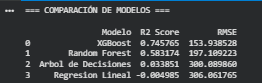 ... === COMPARACIÓN DE MODELOS ===
Modelo R2 Score RMSE
0 XGBoost 0.745765 153.938528
1 Random Forest 0.583174 197.109223
2 Arbol de Decisiones 0.033851 300.089860
3 Regresion Lineal -0.004985 306.061765